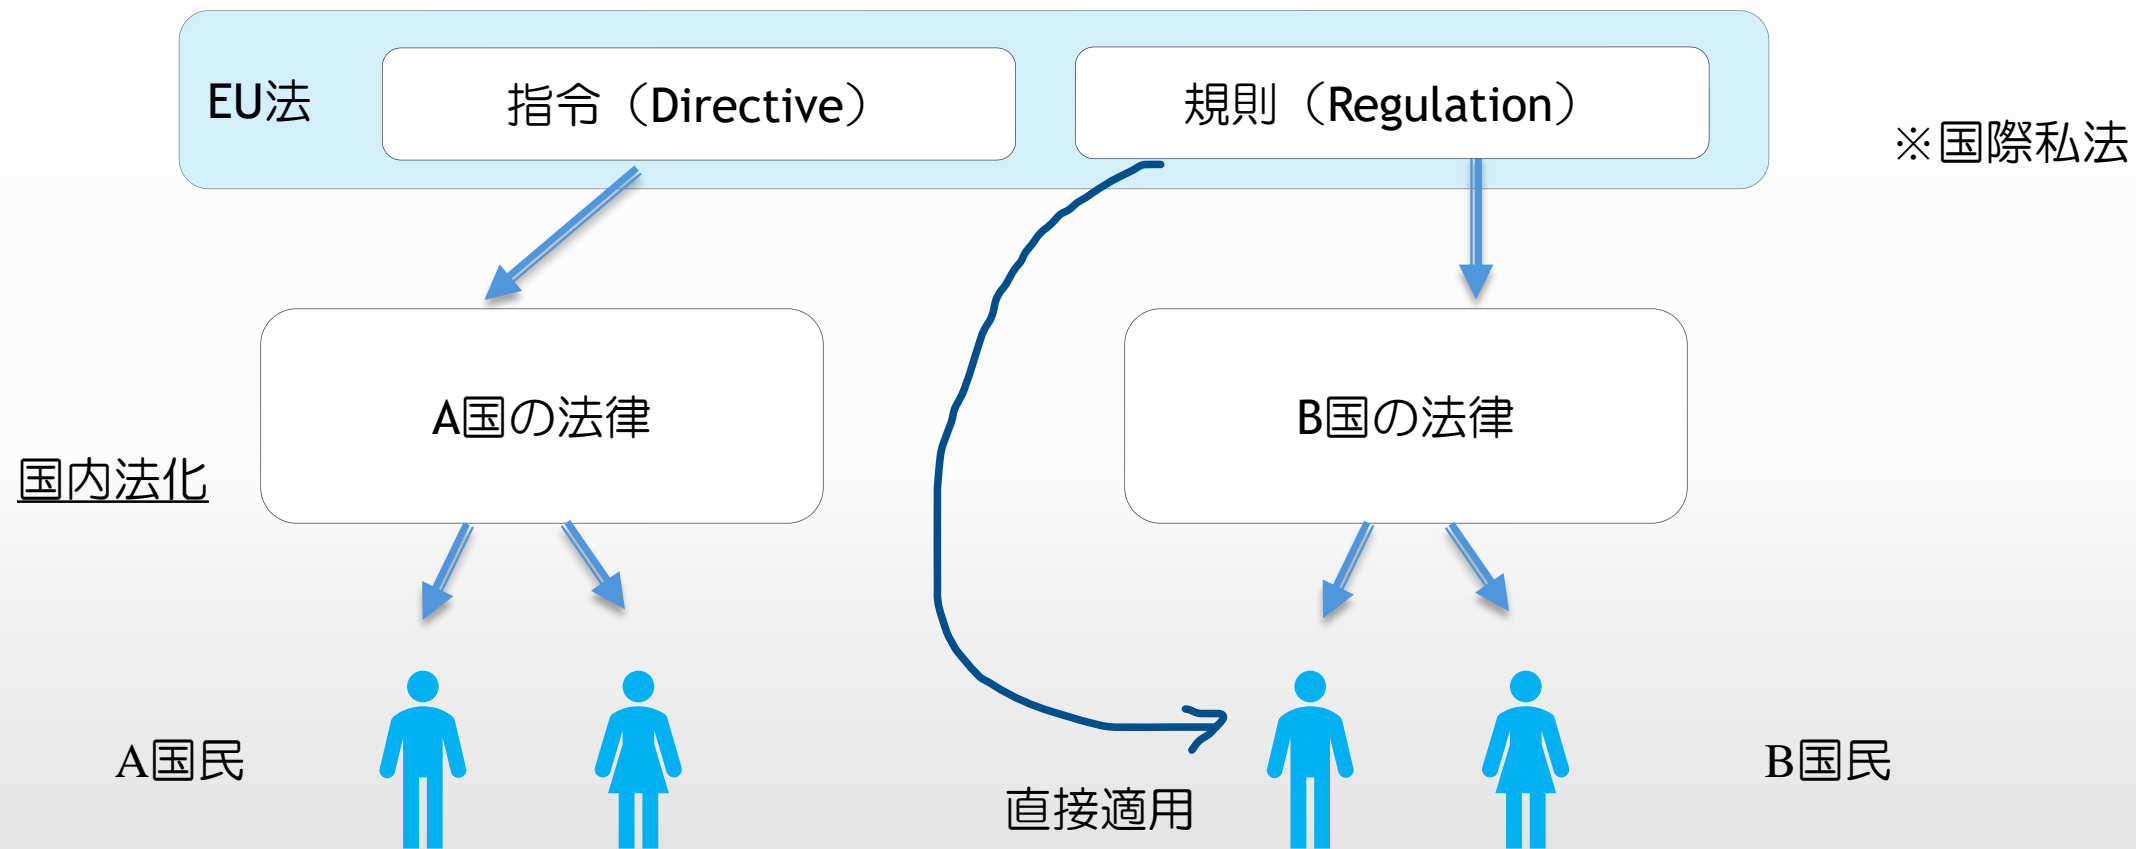 EU法
指令（Directive）
規則（Regulation）
※国際私法
A国の法律
B国の法律
国内法化
A国民
直接適用
B国民